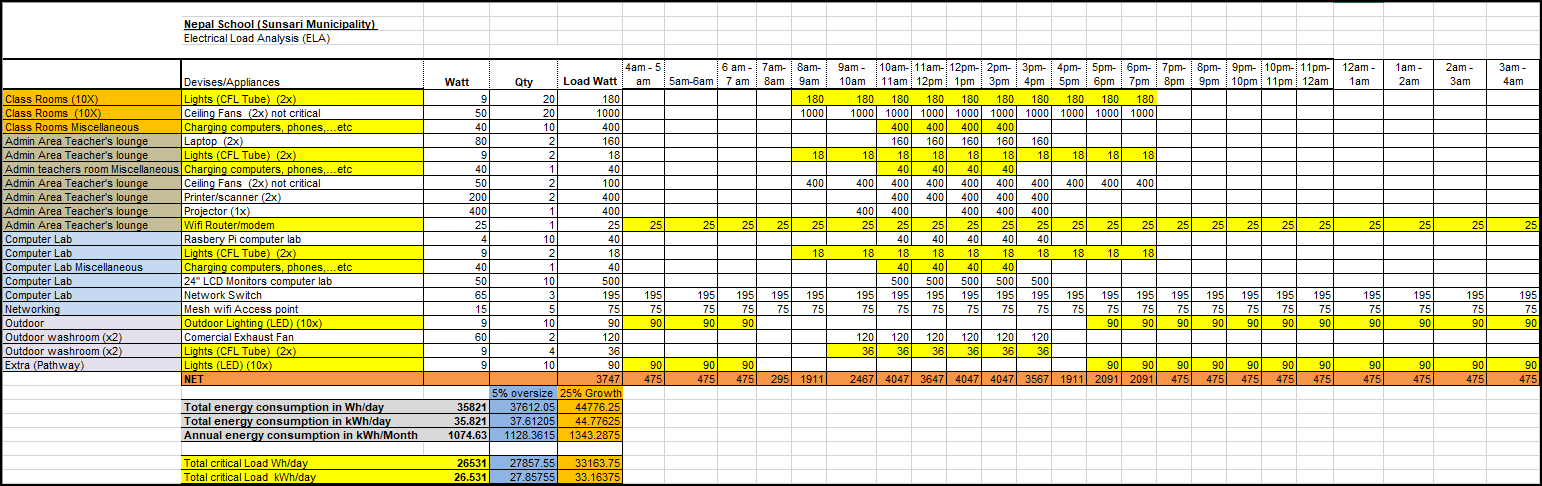 Nepal School (Sunsari Municipality)
Electrical Load Analysis (ELA)
4am - 5 6 am - 7am- 8am- 9am - 10am- 11am- 12pm- 2pm- 3pm- 4pm- 5pm- 6pm- 7pm- 8pm- 9pm- 10pm- 11pm- 12am - 1am - 2am - 3am -
Devises/Appliances Watt Qty Load Watt am 5am-6am 7 am 8am 9am 10am 11am 12pm 1pm 3pm 4pm 5pm 6pm 7pm 8pm 9pm 10pm 11pm 12am 1am 2am 3am 4am
Class Rooms (10X) Lights (CFL Tube) (2x) 9 20 180 180 180 180 180 180 180 180 180 180 180
Class Rooms (10X) Ceiling Fans (2x) not critical 50 20 1000 1000 1000 1000 1000 1000 1000 1000 1000 1000 1000
Class Rooms Miscellaneous Charging computers, phones,...etc 40 10 400 400 400 400 400
Admin Area Teacher's lounge Laptop (2x) 80 2 160 160 160 160 160 160
Admin Area Teacher's lounge Lights (CFL Tube) (2x) 9 2 18 18 18 18 18 18 18 18 18 18 18
Admin teachers room Miscellaneous Charging computers, phones,...etc 40 1 40 40 40 40 40
Admin Area Teacher's lounge Ceiling Fans (2x) not critical 50 2 100 400 400 400 400 400 400 400 400 400 400
Admin Area Teacher's lounge Printer/scanner (2x) 200 2 400 400 400 400 400 400
Admin Area Teacher's lounge Projector (1x) 400 1 400 400 400 400 400 400
Admin Area Teacher's lounge Wifi Router/modem 25 1 25 25 25 25 25 25 25 25 25 25 25 25 25 25 25 25 25 25 25 25 25 25 25 25
Computer Lab Rasbery Pi computer lab 4 10 40 40 40 40 40 40
Computer Lab Lights (CFL Tube) (2x) 9 2 18 18 18 18 18 18 18 18 18 18 18
Computer Lab Miscellaneous Charging computers, phones,...etc 40 1 40 40 40 40 40
Computer Lab 24" LCD Monitors computer lab 50 10 500 500 500 500 500 500
Computer Lab Network Switch 65 3 195 195 195 195 195 195 195 195 195 195 195 195 195 195 195 195 195 195 195 195 195 195 195 195
Networking Mesh wifi Access point 15 5 75 75 75 75 75 75 75 75 75 75 75 75 75 75 75 75 75 75 75 75 75 75 75 75
Outdoor Outdoor Lighting (LED) (10x) 9 10 90 90 90 90 90 90 90 90 90 90 90 90 90 90 90
Outdoor washroom (x2) Comercial Exhaust Fan 60 2 120 120 120 120 120 120 120
Outdoor washroom (x2) Lights (CFL Tube) (2x) 9 4 36 36 36 36 36 36 36
Extra (Pathway) Lights (LED) (10x) 9 10 90 90 90 90 90 90 90 90 90 90 90 90 90 90 90
NET 3747 475 475 475 295 1911 2467 4047 3647 4047 4047 3567 1911 2091 2091 475 475 475 475 475 475 475 475 475
5% oversize 25% Growth
Total energy consumption in Wh/day 35821 37612.05 44776.25
Total energy consumption in kWh/day 35.821 37.61205 44.77625
Annual energy consumption in kWh/Month 1074.63 1128.3615 1343.2875
Total critical Load Wh/day 26531 27857.55 33163.75
Total critical Load kWh/day 26.531 27.85755 33.16375